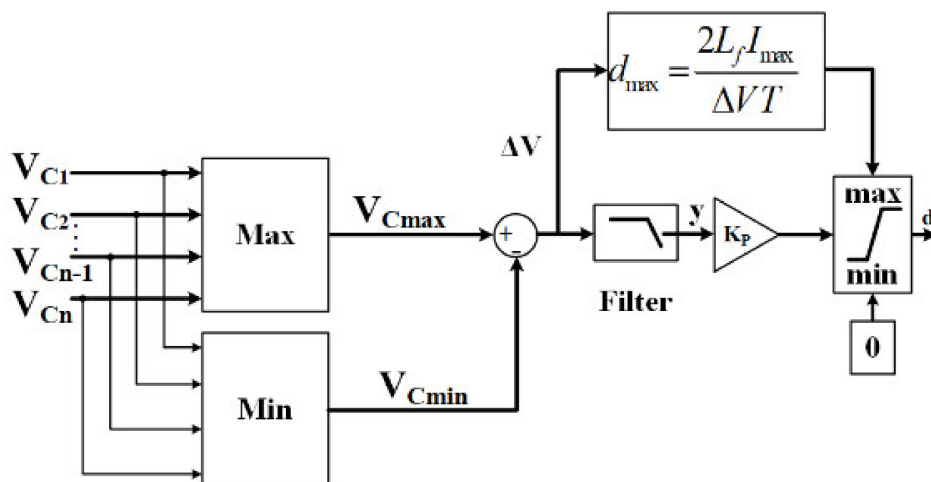 d_max = 2L_f I_max / ΔVT
ΔV
V_C1
V_C2
V_Cn-1
V_Cn
Max
V_Cmax
+
-
y
K_P
Filter
max
min
d
0
Min
V_Cmin